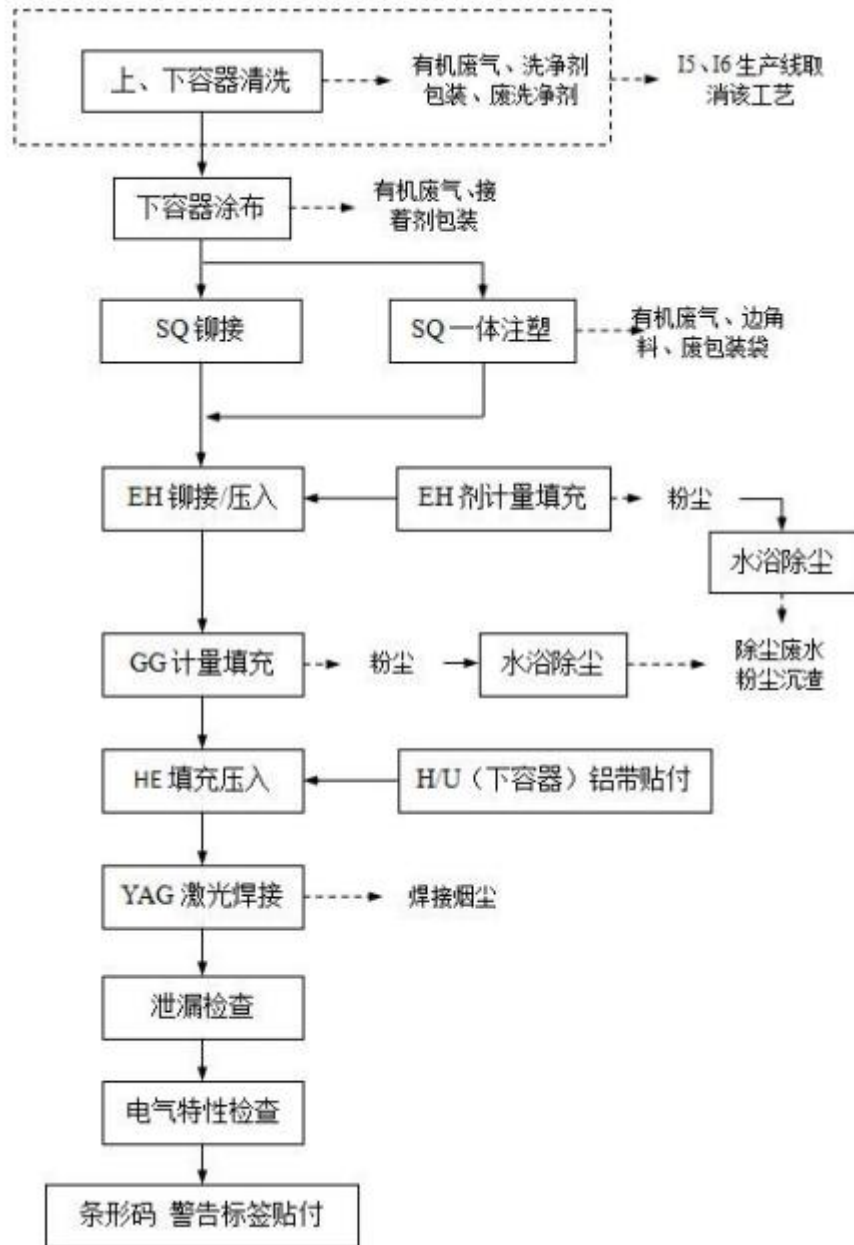 上、下容器清洗
有机废气、洗净剂
包装、废洗净剂
I5、I6 生产线取
消该工艺
下容器涂布
有机废气、接
着剂包装
SQ 铆接
SQ 一体注塑
有机废气、边角
料、废包装袋
EH 铆接/压入
EH 剂计量填充
粉尘
水浴除尘
GG 计量填充
粉尘
水浴除尘
除尘废水
粉尘沉渣
HE 填充压入
H/U（下容器）铝带贴付
YAG 激光焊接
焊接烟尘
泄漏检查
电气特性检查
条形码 警告标签贴付